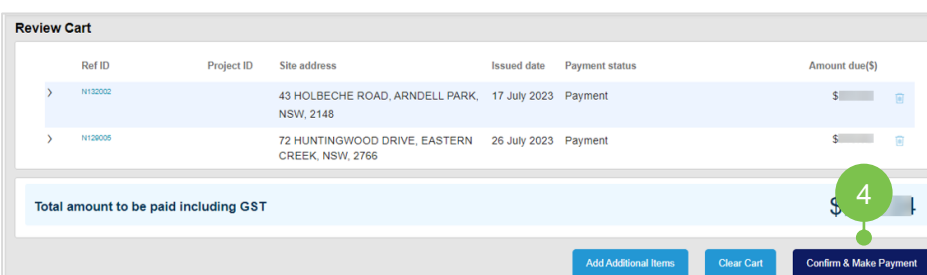 Review Cart
Ref ID Project ID Site address Issued date Payment status Amount due($)
N132002 43 HOLBECHE ROAD, ARNDELL PARK, 17 July 2023 Payment $
NSW, 2148
N129005 72 HUNTINGWOOD DRIVE, EASTERN 26 July 2023 Payment $
CREEK, NSW, 2766
4
Total amount to be paid including GST $
Add Additional Items Clear Cart Confirm & Make Payment